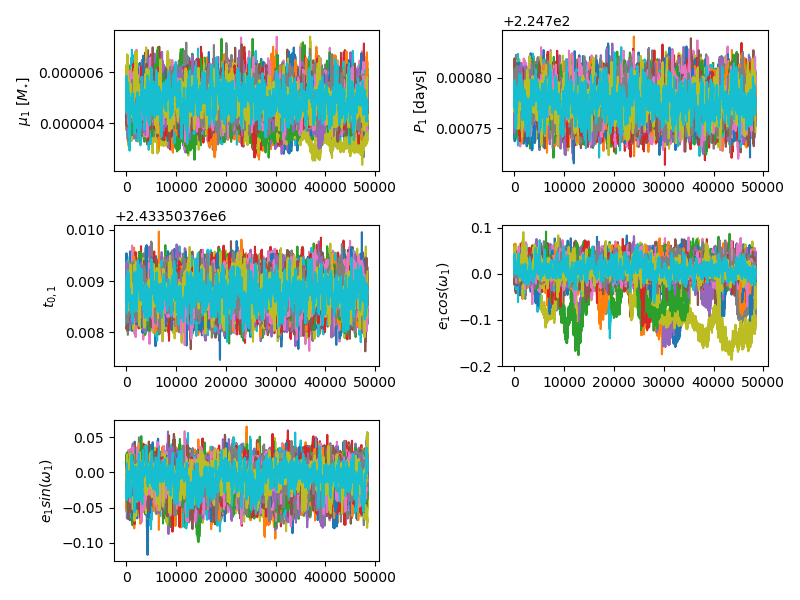 +2.247e2
μ₁ [M⋆]
0.000006
0.000004
0 10000 20000 30000 40000 50000
P₁ [days]
0.00080
0.00075
0 10000 20000 30000 40000 50000
+2.43350376e6
t₀,₁
0.010
0.009
0.008
0 10000 20000 30000 40000 50000
e₁cos(ω₁)
0.1
0.0
−0.1
−0.2
0 10000 20000 30000 40000 50000
e₁sin(ω₁)
0.05
0.00
−0.05
−0.10
0 10000 20000 30000 40000 50000